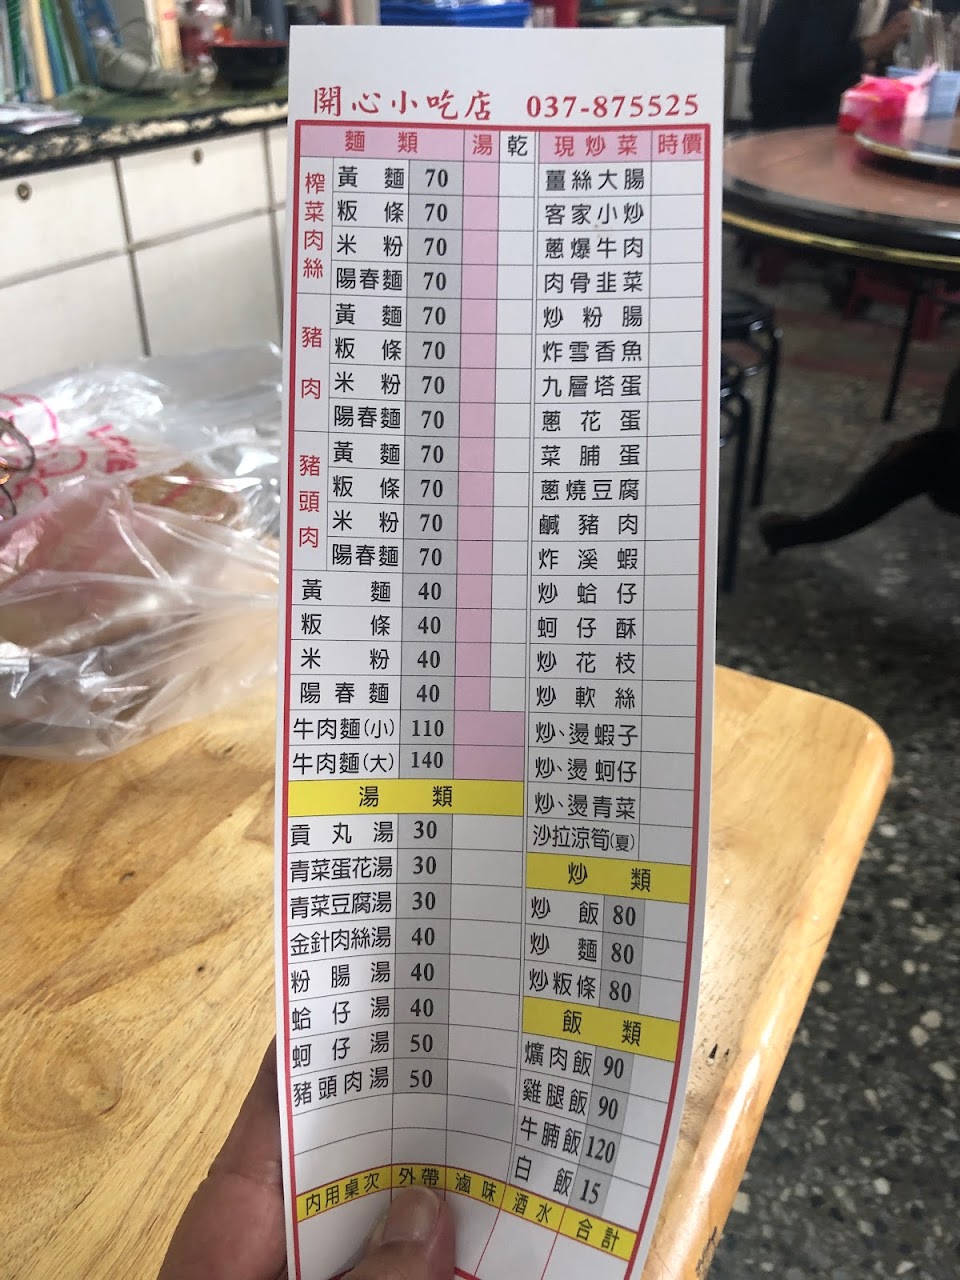 開心小吃店 037-875525
麵類 湯 乾
榨菜肉絲
黃麵 70
粄條 70
米粉 70
陽春麵 70
豬肉
黃麵 70
粄條 70
米粉 70
陽春麵 70
豬頭肉
黃麵 70
粄條 70
米粉 70
陽春麵 70
黃麵 40
粄條 40
米粉 40
陽春麵 40
牛肉麵(小) 110
牛肉麵(大) 140
湯類
貢丸湯 30
青菜蛋花湯 30
青菜豆腐湯 30
金針肉絲湯 40
粉腸湯 40
蛤仔湯 40
蚵仔湯 50
豬頭肉湯 50
現炒菜 時價
薑絲大腸
客家小炒
蔥爆牛肉
肉骨韭菜
炒粉腸
炸雪香魚
九層塔蛋
蔥花蛋
菜脯蛋
蔥燒豆腐
鹹豬肉
炸溪蝦
炒蛤仔
蚵仔酥
炒花枝
炒軟絲
炒、燙蝦子
炒、燙蚵仔
炒、燙青菜
沙拉涼筍(夏)
炒類
炒飯 80
炒麵 80
炒粄條 80
飯類
爌肉飯 90
雞腿飯 90
牛腩飯 120
白飯 15
內用桌次 外帶 滷味 酒水 合計